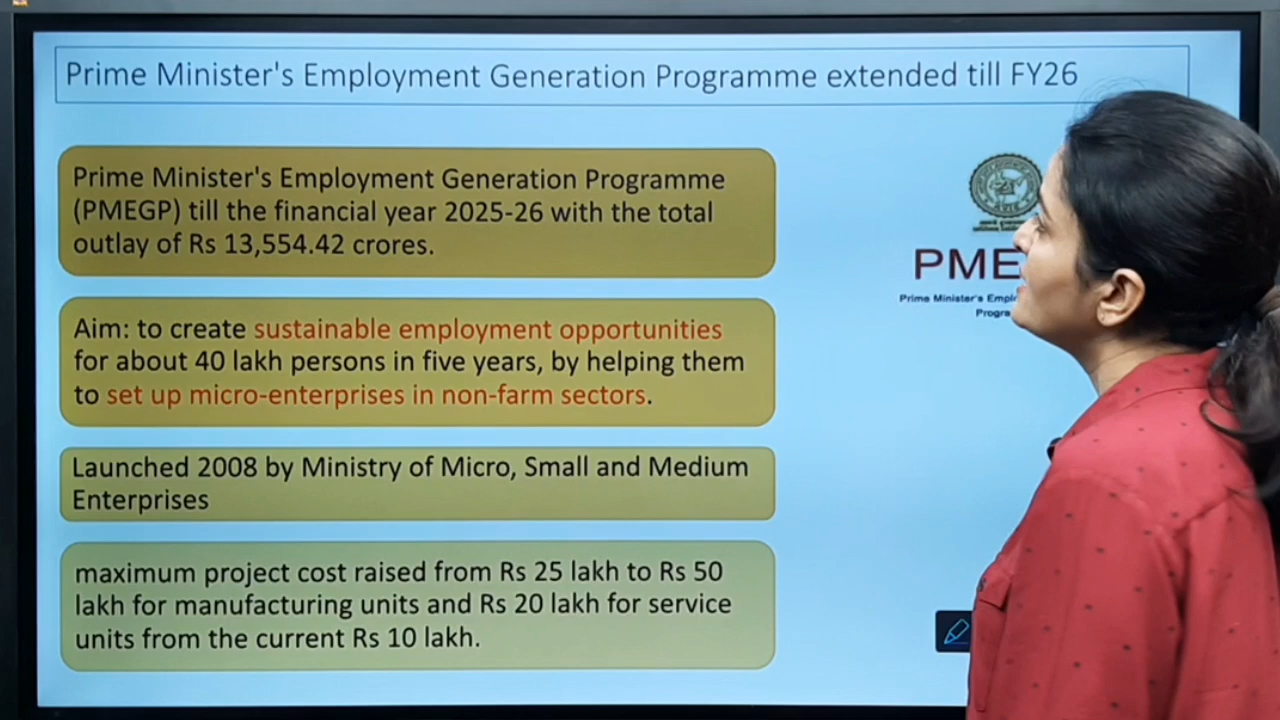 Prime Minister's Employment Generation Programme extended till FY26
Prime Minister's Employment Generation Programme
(PMEGP) till the financial year 2025-26 with the total
outlay of Rs 13,554.42 crores.
Aim: to create sustainable employment opportunities
for about 40 lakh persons in five years, by helping them
to set up micro-enterprises in non-farm sectors.
Launched 2008 by Ministry of Micro, Small and Medium
Enterprises
maximum project cost raised from Rs 25 lakh to Rs 50
lakh for manufacturing units and Rs 20 lakh for service
units from the current Rs 10 lakh.
PME
Prime Minister's Empl
Progra